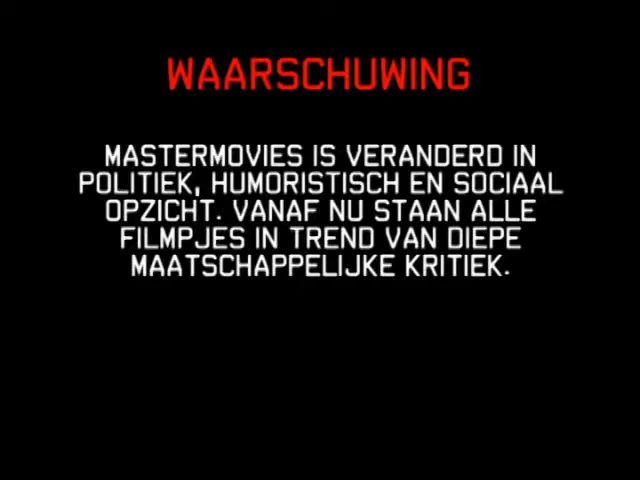 WAARSCHUWING
MASTERMOVIES IS VERANDERD IN
POLITIEK, HUMORISTISCH EN SOCIAAL
OPZICHT. VANAF NU STAAN ALLE
FILMPJES IN TREND VAN DIEPE
MAATSCHAPPELIJKE KRITIEK.